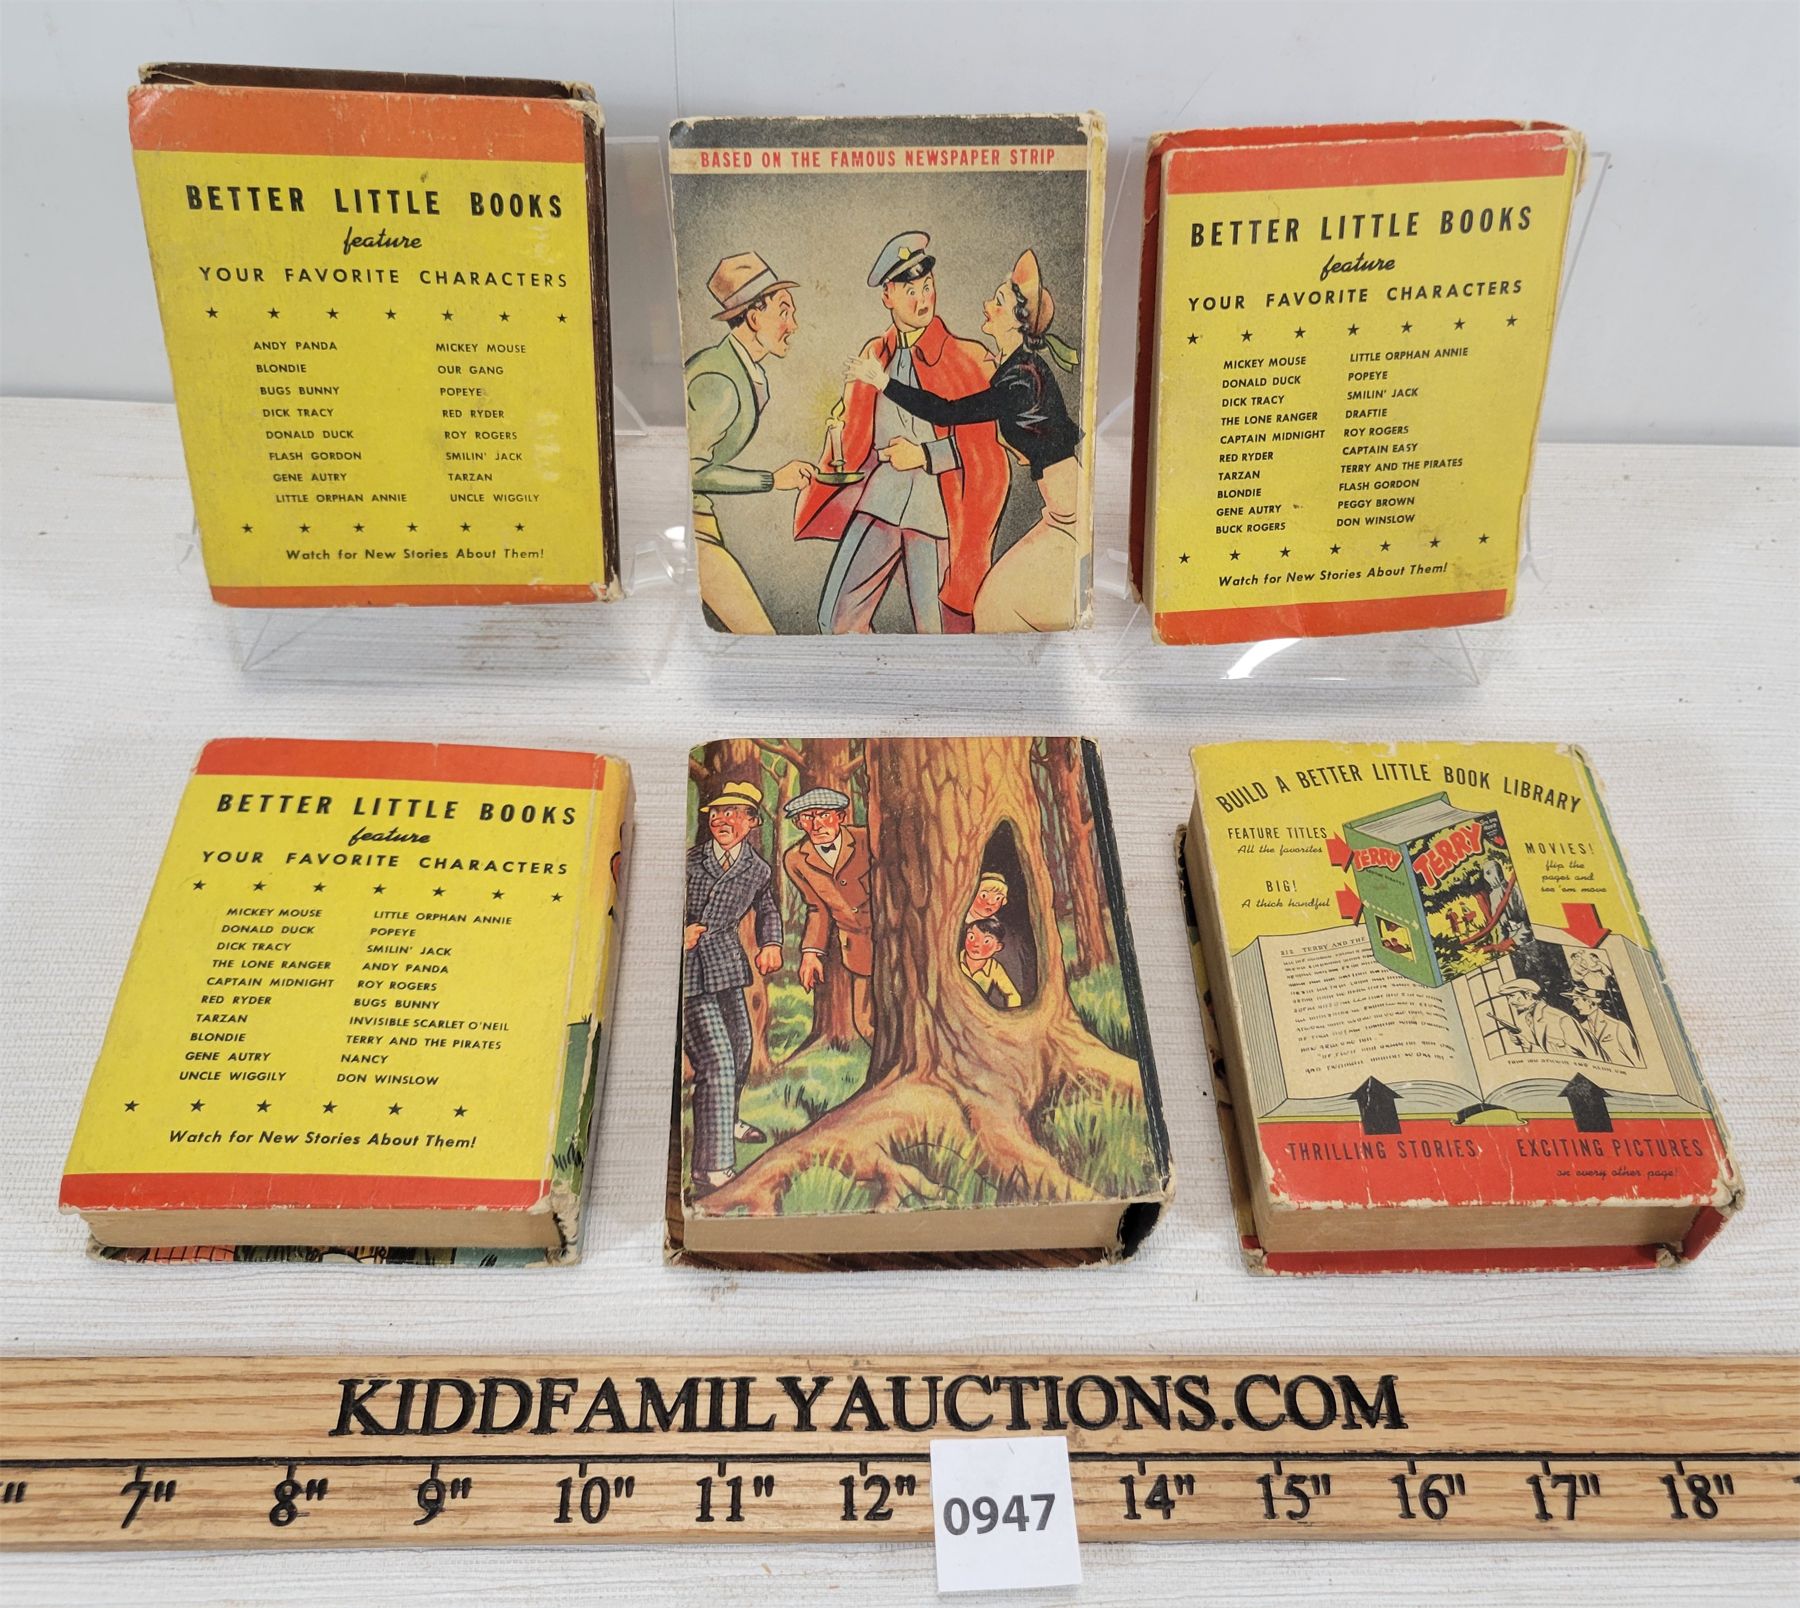 BETTER LITTLE BOOKS
feature
YOUR FAVORITE CHARACTERS
ANDY PANDA
BLONDIE
BUGS BUNNY
DICK TRACY
DONALD DUCK
FLASH GORDON
GENE AUTRY
LITTLE ORPHAN ANNIE
MICKEY MOUSE
OUR GANG
POPEYE
RED RYDER
ROY ROGERS
SMILIN' JACK
TARZAN
UNCLE WIGGILY
Watch for New Stories About Them!
BASED ON THE FAMOUS NEWSPAPER STRIP
BETTER LITTLE BOOKS
feature
YOUR FAVORITE CHARACTERS
MICKEY MOUSE
DONALD DUCK
DICK TRACY
THE LONE RANGER
CAPTAIN MIDNIGHT
RED RYDER
TARZAN
BLONDIE
GENE AUTRY
BUCK ROGERS
LITTLE ORPHAN ANNIE
POPEYE
SMILIN' JACK
DRAFTIE
ROY ROGERS
CAPTAIN EASY
TERRY AND THE PIRATES
FLASH GORDON
PEGGY BROWN
DON WINSLOW
Watch for New Stories About Them!
BETTER LITTLE BOOKS
feature
YOUR FAVORITE CHARACTERS
MICKEY MOUSE
DONALD DUCK
DICK TRACY
THE LONE RANGER
CAPTAIN MIDNIGHT
RED RYDER
TARZAN
BLONDIE
GENE AUTRY
UNCLE WIGGILY
LITTLE ORPHAN ANNIE
POPEYE
SMILIN' JACK
ANDY PANDA
ROY ROGERS
BUGS BUNNY
INVISIBLE SCARLET O'NEIL
TERRY AND THE PIRATES
NANCY
DON WINSLOW
Watch for New Stories About Them!
BUILD A BETTER LITTLE BOOK LIBRARY
FEATURE TITLES
All the favorites
BIG!
A thick handful
TERRY
TERRY
MOVIES!
flip the
pages and
see 'em move
212 TERRY AND THE
THRILLING STORIES
EXCITING PICTURES
on every other page!
KIDDFAMILYAUCTIONS.COM
7" 8" 9" 10" 11" 12" 14" 15" 16" 17" 18"
0947